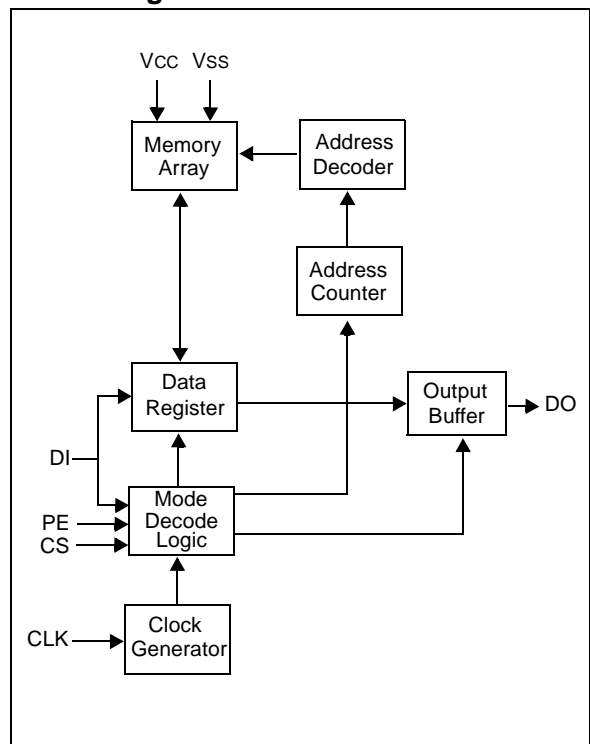 VCC VSS
Memory
Array
Address
Decoder
Address
Counter
Data
Register
Output
Buffer
DO
DI
Mode
Decode
Logic
PE
CS
Clock
Generator
CLK